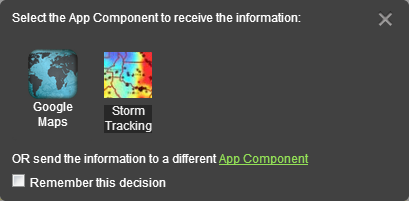 Select the App Component to receive the information:
Google
Maps
Storm
Tracking
OR send the information to a different App Component
Remember this decision